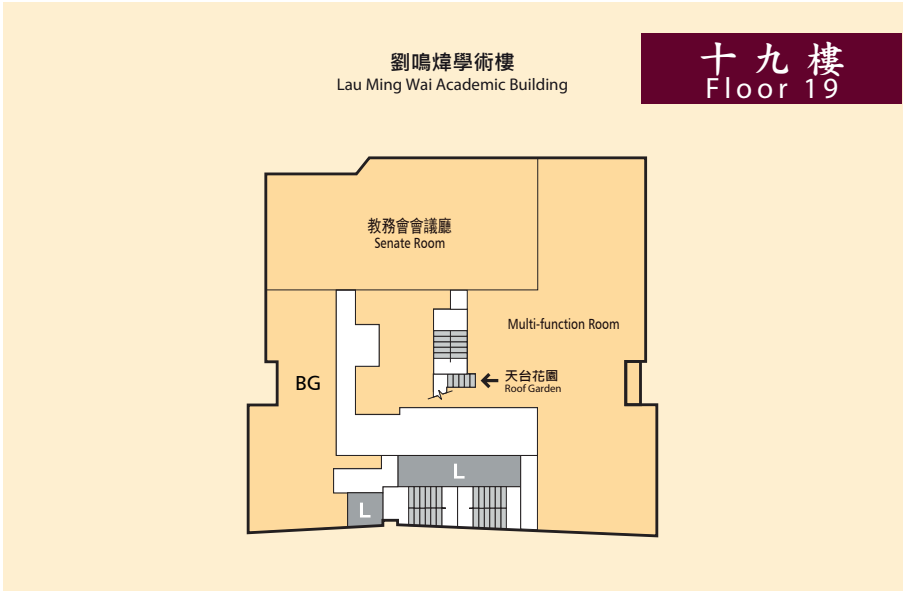 劉鳴煒學術樓
Lau Ming Wai Academic Building
十九樓
Floor 19
教務會會議廳
Senate Room
Multi-function Room
天台花園
Roof Garden
BG
L
L